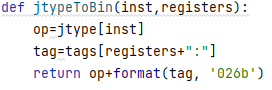 def jtypeToBin(inst,registers):
    op=jtype[inst]
    tag=tags[registers+":"]
    return op+format(tag, '026b')